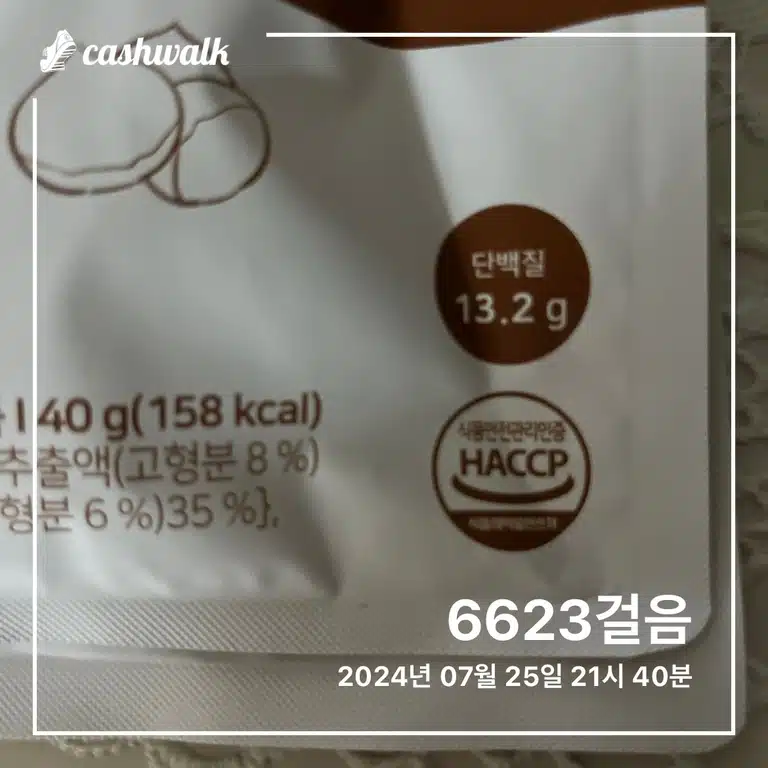 cashwalk
단백질
13.2 g
40 g(158 kcal)
추출액(고형분 8 %)
형분 6 %)35 %},
식품안전관리인증
HACCP
6623걸음
2024년 07월 25일 21시 40분